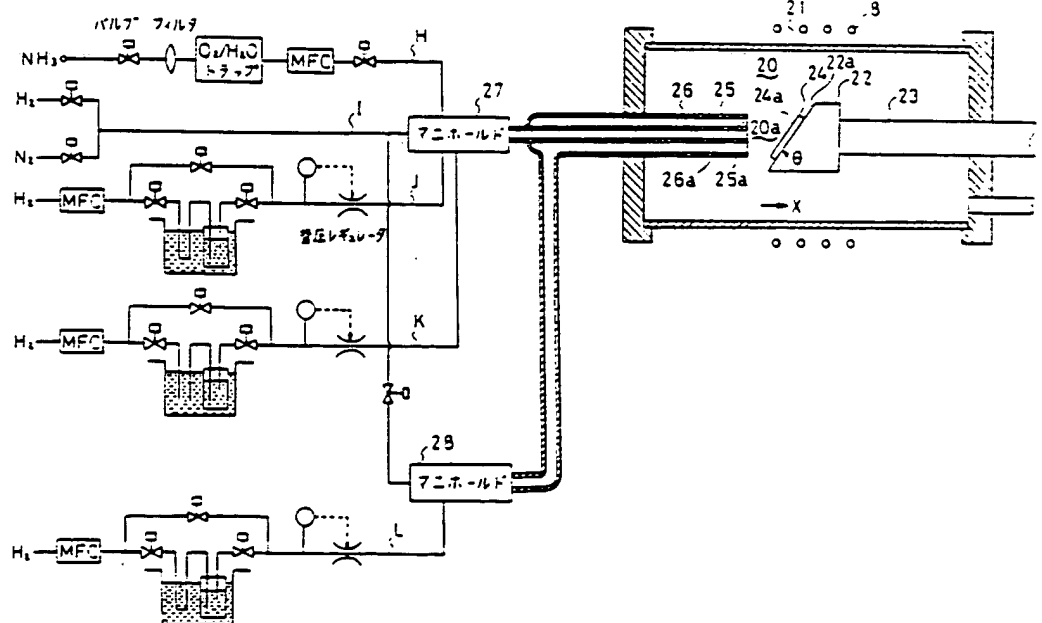 バルブ フィルタ
NH₃
O₂/H₂O
トラップ
MFC
H
H₂
N₂
I
27
マニホールド
H₂
MFC
J
管圧レギュレータ
H₂
MFC
K
28
マニホールド
H₂
MFC
L
21
8
20
24
22a
22
23
24a
26
25
20a
θ
26a
25a
X